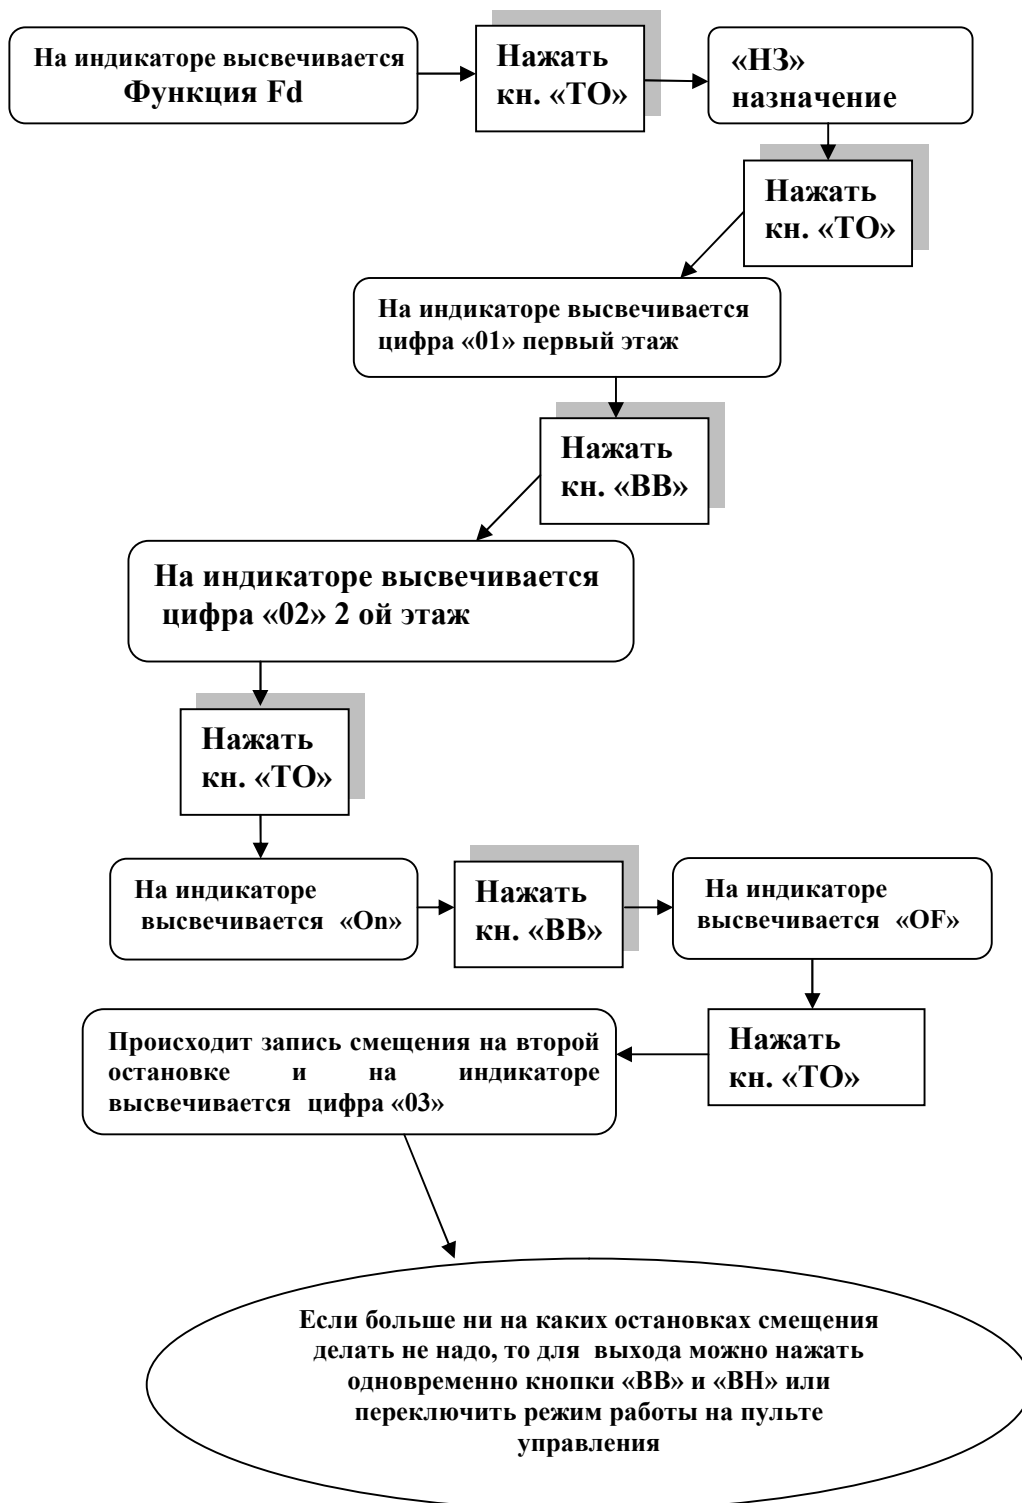 На индикаторе высвечивается
Функция Fd
Нажать
кн. «ТО»
«НЗ»
назначение
Нажать
кн. «ТО»
На индикаторе высвечивается
цифра «01» первый этаж
Нажать
кн. «ВВ»
На индикаторе высвечивается
цифра «02» 2 ой этаж
Нажать
кн. «ТО»
На индикаторе
высвечивается «On»
Нажать
кн. «ВВ»
На индикаторе
высвечивается «OF»
Нажать
кн. «ТО»
Происходит запись смещения на второй
остановке и на индикаторе
высвечивается цифра «03»
Если больше ни на каких остановках смещения
делать не надо, то для выхода можно нажать
одновременно кнопки «ВВ» и «ВН» или
переключить режим работы на пульте
управления